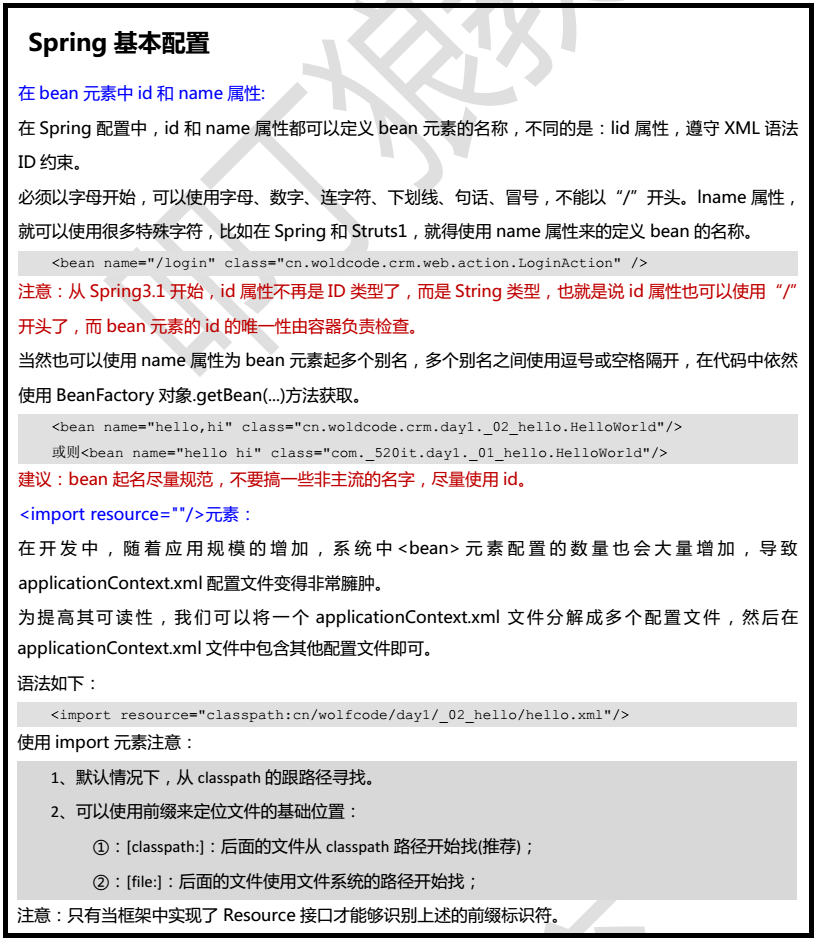 Spring 基本配置
在 bean 元素中 id 和 name 属性:
在 Spring 配置中，id 和 name 属性都可以定义 bean 元素的名称，不同的是：lid 属性，遵守 XML 语法
ID 约束。
必须以字母开始，可以使用字母、数字、连字符、下划线、句话、冒号，不能以“/”开头。lname 属性，
就可以使用很多特殊字符，比如在 Spring 和 Struts1，就得使用 name 属性来的定义 bean 的名称。
<bean name="/login" class="cn.woldcode.crm.web.action.LoginAction" />
注意：从 Spring3.1 开始，id 属性不再是 ID 类型了，而是 String 类型，也就是说 id 属性也可以使用“/”
开头了，而 bean 元素的 id 的唯一性由容器负责检查。
当然也可以使用 name 属性为 bean 元素起多个别名，多个别名之间使用逗号或空格隔开，在代码中依然
使用 BeanFactory 对象.getBean(...)方法获取。
<bean name="hello,hi" class="cn.woldcode.crm.day1._02_hello.HelloWorld"/>
或则<bean name="hello hi" class="com._520it.day1._01_hello.HelloWorld"/>
建议：bean 起名尽量规范，不要搞一些非主流的名字，尽量使用 id。
<import resource=""/>元素：
在开发中，随着应用规模的增加，系统中<bean>元素配置的数量也会大量增加，导致
applicationContext.xml 配置文件变得非常臃肿。
为提高其可读性，我们可以将一个 applicationContext.xml 文件分解成多个配置文件，然后在
applicationContext.xml 文件中包含其他配置文件即可。
语法如下：
<import resource="classpath:cn/wolfcode/day1/_02_hello/hello.xml"/>
使用 import 元素注意：
1、默认情况下，从 classpath 的跟路径寻找。
2、可以使用前缀来定位文件的基础位置：
①：[classpath:]：后面的文件从 classpath 路径开始找(推荐)；
②：[file:]：后面的文件使用文件系统的路径开始找；
注意：只有当框架中实现了 Resource 接口才能够识别上述的前缀标识符。